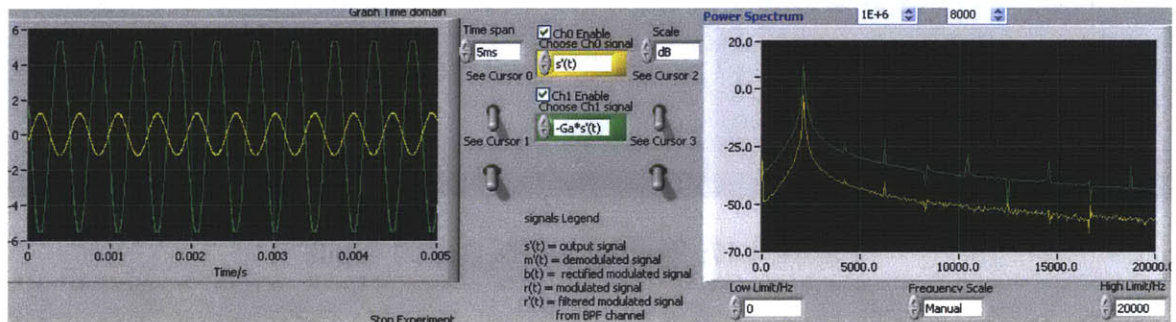 Graph Time domain
6
4
2
0
-2
-4
-6
0
0.001
0.002
0.003
0.004
0.005
Time/s
Stop Experiment
Time span
5ms
See Cursor 0
See Cursor 1
Ch0 Enable
Choose Ch0 signal
s'(t)
Ch1 Enable
Choose Ch1 signal
-Ga*s'(t)
Scale
dB
See Cursor 2
See Cursor 3
signals Legend
s'(t) = output signal
m'(t) = demodulated signal
b(t) = rectified modulated signal
r(t) = modulated signal
r'(t) = filtered modulated signal
from BPF channel
Power Spectrum
1E+6
8000
20.0
0.0
-25.0
-50.0
-70.0
0.0
5000.0
10000.0
15000.0
20000.0
Low Limit/Hz
0
Frequency Scale
Manual
High Limit/Hz
20000